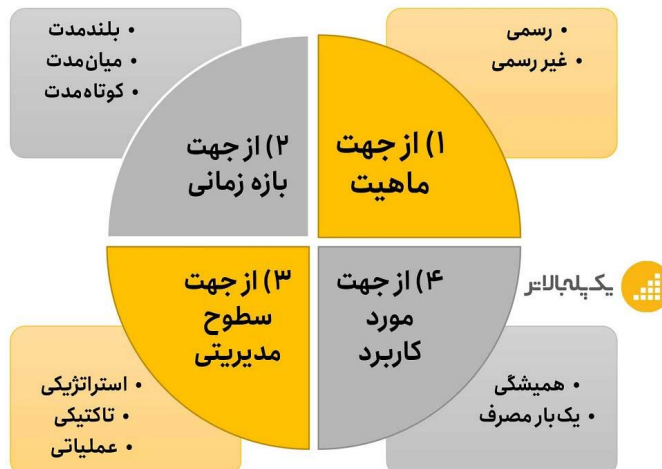 • رسمی
• غیر رسمی
۱) از جهت
ماهیت
• بلندمدت
• میان‌مدت
• کوتاه‌مدت
۲) از جهت
بازه زمانی
۳) از جهت
سطوح
مدیریتی
• استراتژیکی
• تاکتیکی
• عملیاتی
۴) از جهت
مورد
کاربرد
• همیشگی
• یک‌بار مصرف
یک پله بالاتر